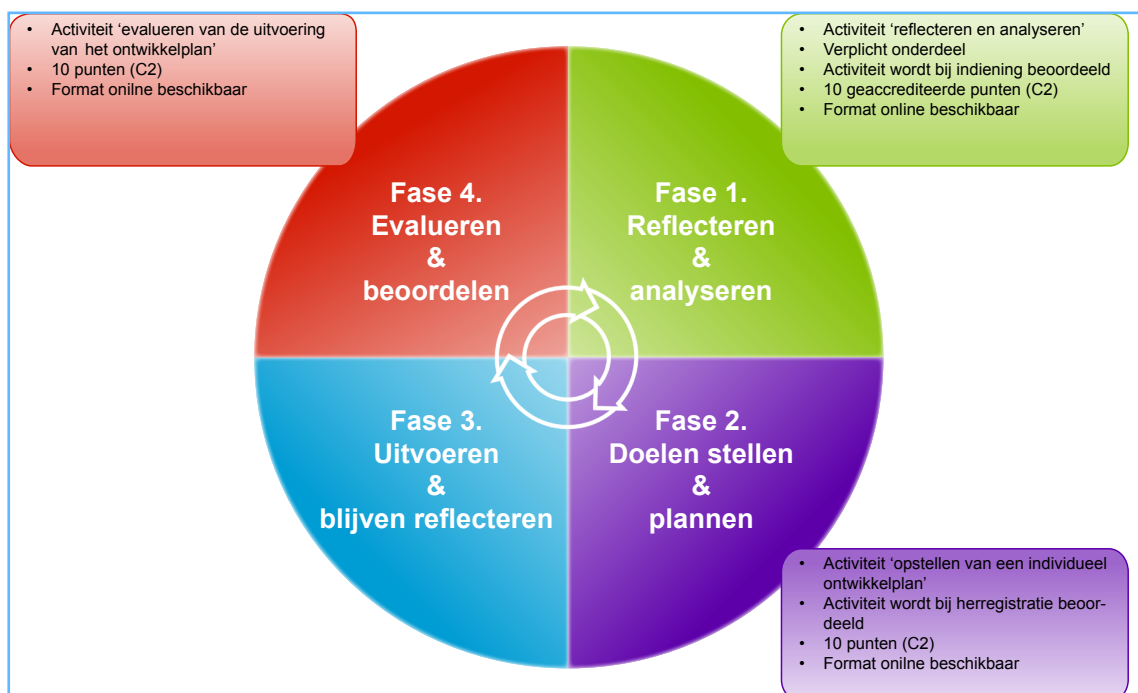 • Activiteit ‘evalueren van de uitvoering
van het ontwikkelplan’
• 10 punten (C2)
• Format onilne beschikbaar
• Activiteit ‘reflecteren en analyseren’
• Verplicht onderdeel
• Activiteit wordt bij indiening beoordeeld
• 10 geaccrediteerde punten (C2)
• Format online beschikbaar
Fase 4.
Evalueren
&
beoordelen
Fase 1.
Reflecteren
&
analyseren
Fase 3.
Uitvoeren
&
blijven reflecteren
Fase 2.
Doelen stellen
&
plannen
• Activiteit ‘opstellen van een individueel
ontwikkelplan’
• Activiteit wordt bij herregistratie beoor-
deeld
• 10 punten (C2)
• Format onilne beschikbaar